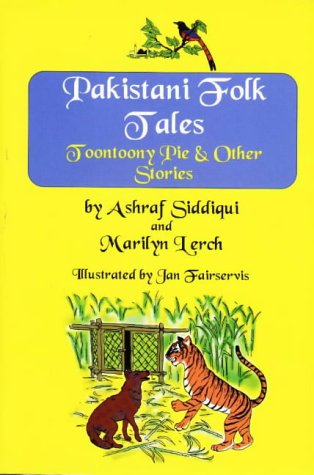 Pakistani Folk
Tales
Toontoony Pie & Other
Stories
by Ashraf Siddiqui
and
Marilyn Lerch
Illustrated by Jan Fairservis